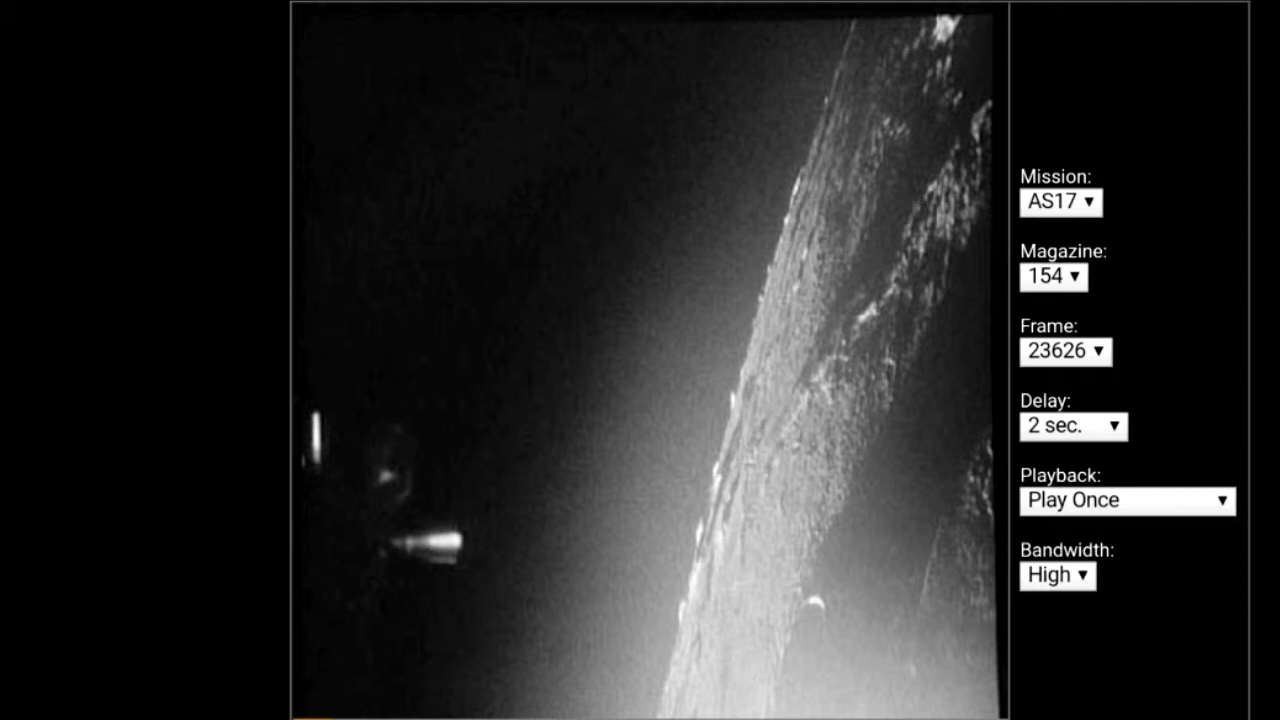 Mission:
AS17
Magazine:
154
Frame:
23626
Delay:
2 sec.
Playback:
Play Once
Bandwidth:
High